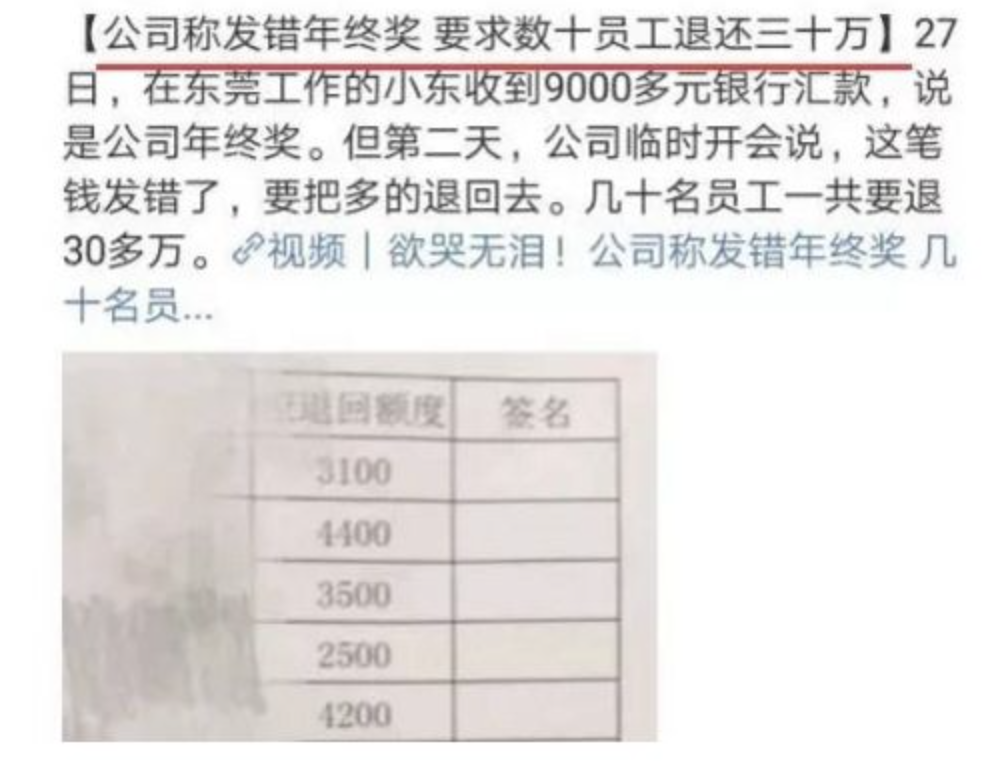 【公司称发错年终奖 要求数十员工退还三十万】27
日，在东莞工作的小东收到9000多元银行汇款，说
是公司年终奖。但第二天，公司临时开会说，这笔
钱发错了，要把多的退回去。几十名员工一共要退
30多万。视频｜欲哭无泪！公司称发错年终奖 几
十名员...
退回额度 签名
3100
4400
3500
2500
4200